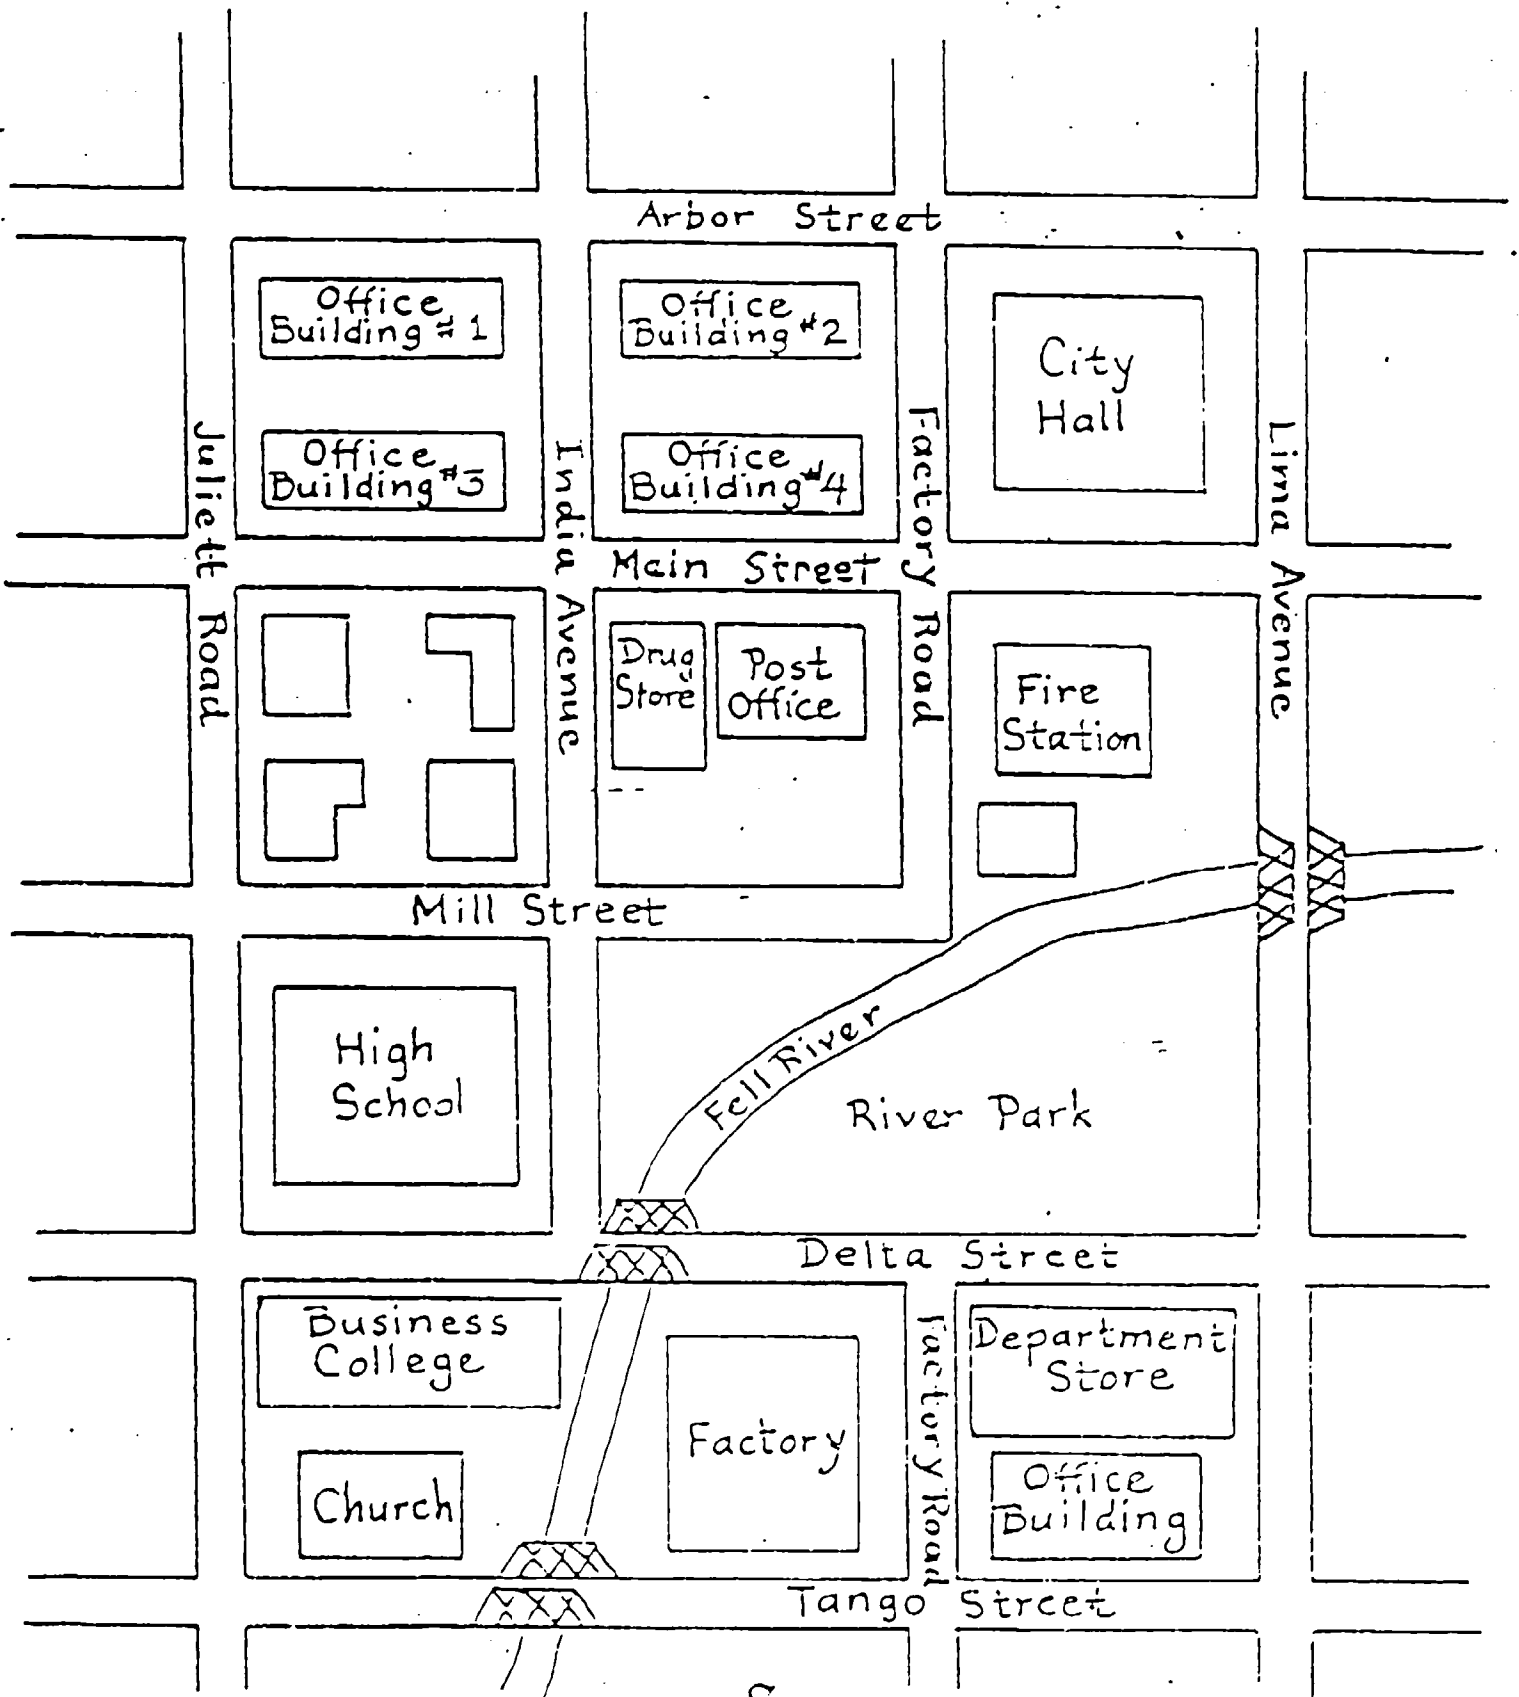 Arbor Street
Office
Building #1
Office
Building #2
City
Hall
Office
Building #3
Office
Building #4
Juliett Road
India Avenue
Factory Road
Lima Avenue
Main Street
Drug
Store
Post
Office
Fire
Station
Mill Street
High
School
Fell River
River Park
Delta Street
Business
College
Factory
Factory Road
Department
Store
Church
Office
Building
Tango Street
S